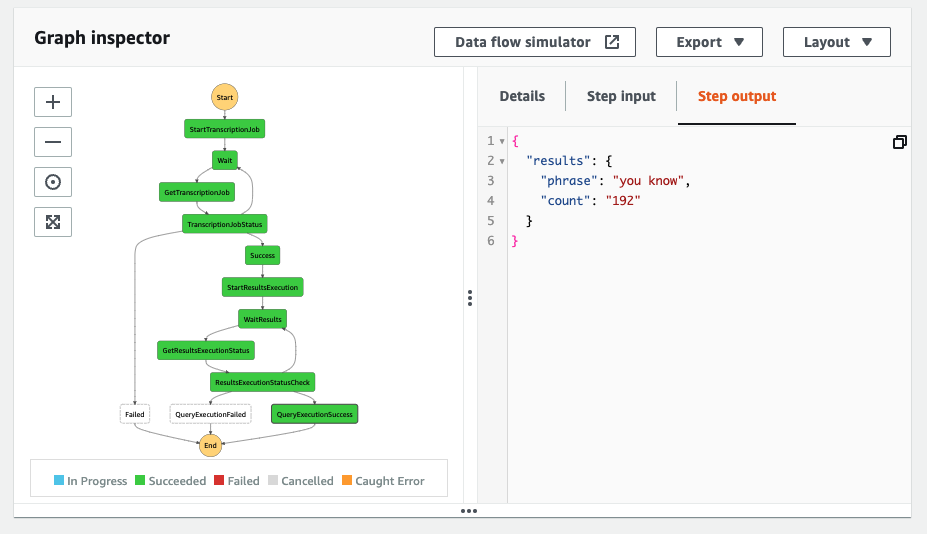 Graph inspector
Data flow simulator
Export
Layout
Start
StartTranscriptionJob
Wait
GetTranscriptionJob
TranscriptionJobStatus
Success
StartResultsExecution
WaitResults
GetResultsExecutionStatus
ResultsExecutionStatusCheck
Failed
QueryExecutionFailed
QueryExecutionSuccess
End
In Progress
Succeeded
Failed
Cancelled
Caught Error
Details
Step input
Step output
1 {
2 "results": {
3 "phrase": "you know",
4 "count": "192"
5 }
6 }